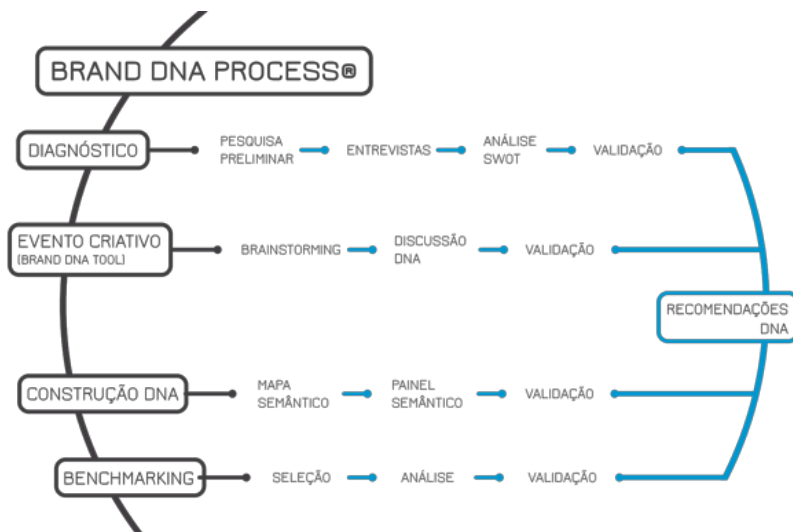 BRAND DNA PROCESS®
DIAGNÓSTICO
PESQUISA
PRELIMINAR
ENTREVISTAS
ANÁLISE
SWOT
VALIDAÇÃO
EVENTO CRIATIVO
(BRAND DNA TOOL)
BRAINSTORMING
DISCUSSÃO
DNA
VALIDAÇÃO
RECOMENDAÇÕES
DNA
CONSTRUÇÃO DNA
MAPA
SEMÂNTICO
PAINEL
SEMÂNTICO
VALIDAÇÃO
BENCHMARKING
SELEÇÃO
ANÁLISE
VALIDAÇÃO